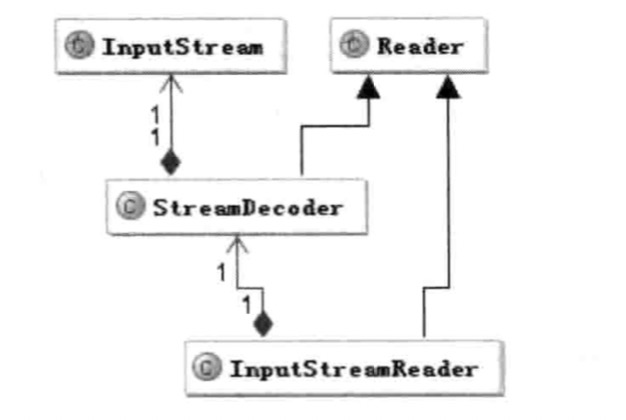 C InputStream
C Reader
1
1
C StreamDecoder
1
1
C InputStreamReader